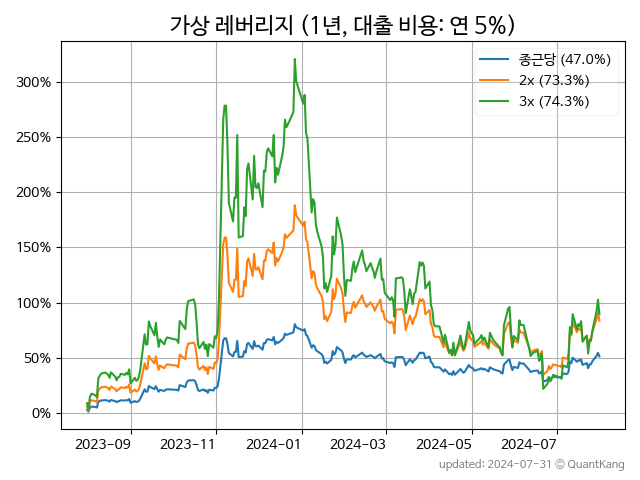 가상 레버리지 (1년, 대출 비용: 연 5%)
종근당 (47.0%)
2x (73.3%)
3x (74.3%)
300%
250%
200%
150%
100%
50%
0%
2023-09 2023-11 2024-01 2024-03 2024-05 2024-07
updated: 2024-07-31 © QuantKang